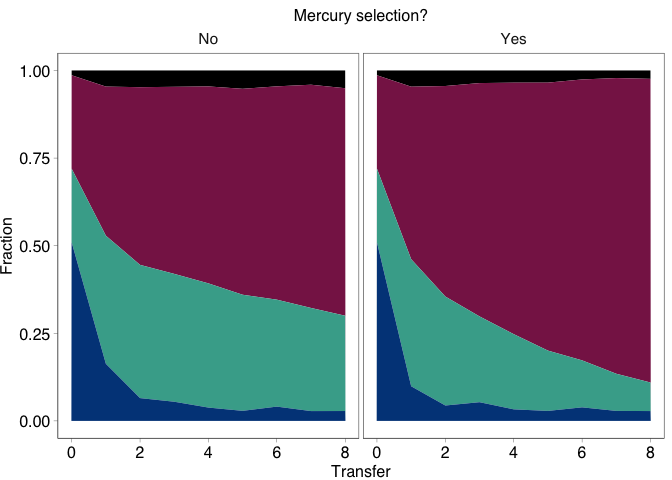 Mercury selection?
No
Yes
1.00
0.75
0.50
0.25
0.00
Fraction
0 2 4 6 8
0 2 4 6 8
Transfer